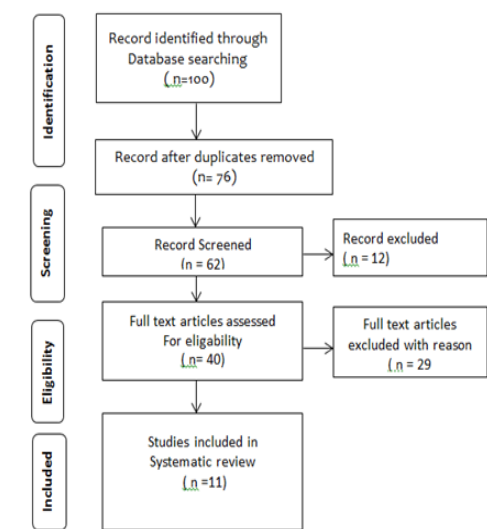 Identification
Record identified through
Database searching
( n=100)
Record after duplicates removed
(n= 76)
Screening
Record Screened
(n = 62)
Record excluded
( n = 12)
Eligibility
Full text articles assessed
For eligability
( n= 40)
Full text articles
excluded with reason
( n = 29
Included
Studies included in
Systematic review
( n =11)